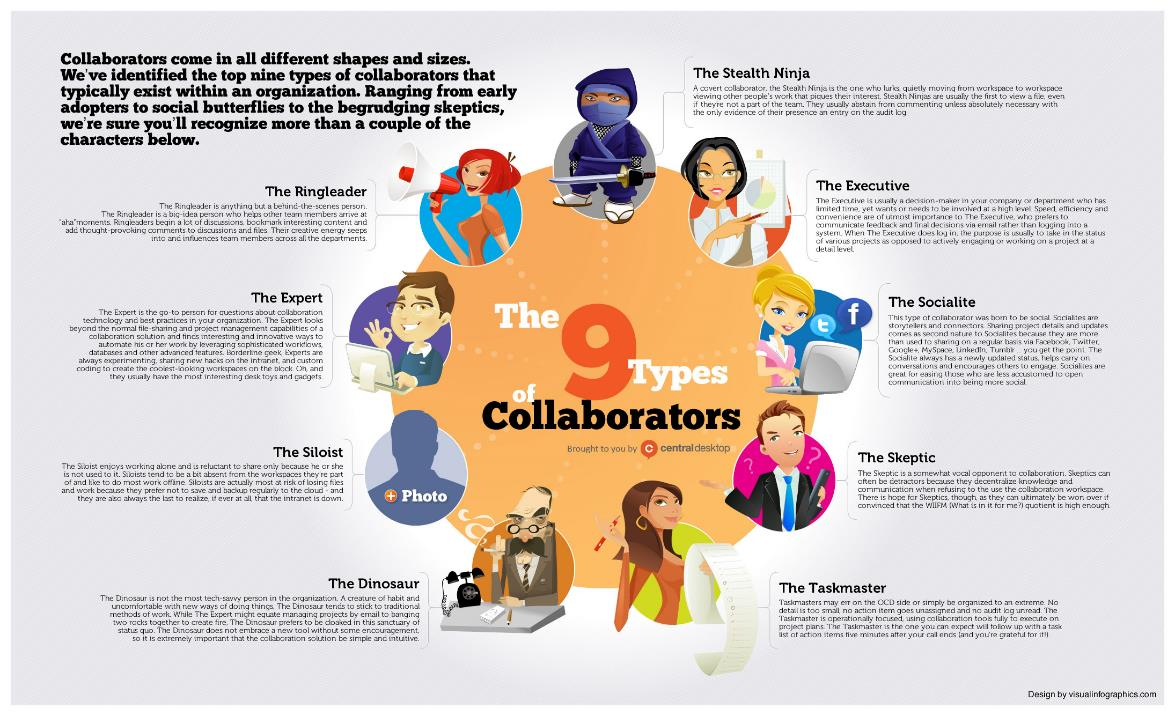 Collaborators come in all different shapes and sizes.
We've identified the top nine types of collaborators that
typically exist within an organization. Ranging from early
adopters to social butterflies to the begrudging skeptics,
we're sure you'll recognize more than a couple of the
characters below.
The Stealth Ninja
A covert collaborator, the Stealth Ninja is the one who lurks, quietly moving from workspace to workspace
viewing other people's work that piques their interest. Stealth Ninjas are usually the first to view a file, even
if they're not a part of the team. They usually abstain from commenting unless absolutely necessary with
the only evidence of their presence an entry on the audit log
The Ringleader
The Ringleader is anything but a behind-the-scenes person.
The Ringleader is a big-idea person who helps other team members arrive at
"aha"moments. Ringleaders begin a lot of discussions, bookmark interesting content and
add thought-provoking comments to discussions and files. Their creative energy seeps
into and influences team members across all the departments.
The Executive
The Executive is usually a decision-maker in your company or department who has
limited time, yet wants or needs to be involved at a high level. Speed, efficiency and
convenience are of utmost importance to The Executive, who prefers to
communicate feedback and final decisions via email rather than logging into a
system. When The Executive does log in, the purpose is usually to take in the status
of various projects as opposed to actively engaging or working on a project at a
detail level.
The Expert
The Expert is the go-to person for questions about collaboration
technology and best practices in your organization. The Expert looks
beyond the normal file-sharing and project management capabilities of a
collaboration solution and finds interesting and innovative ways to
automate his or her work by leveraging sophisticated workflows,
databases and other advanced features. Borderline geek, Experts are
always experimenting, sharing new hacks on the intranet, and custom
coding to create the coolest-looking workspaces on the block. Oh, and
they usually have the most interesting desk toys and gadgets.
The Socialite
This type of collaborator was born to be social. Socialites are
storytellers and connectors. Sharing project details and updates
comes as second nature to Socialites because they are more
than used to sharing on a regular basis via Facebook, Twitter,
Google+, MySpace, LinkedIn, Tumblr... you get the point. The
Socialite always has a newly updated status, helps carry on
conversations and encourages others to engage. Socialites are
great for easing those who are less accustomed to open
communication into being more social.
The 9 Types
of
Collaborators
Brought to you by central desktop
The Siloist
The Siloist enjoys working alone and is reluctant to share only because he or she
is not used to it. Siloists tend to be a bit absent from the workspaces they're part
of and like to do most work offline. Siloists are actually most at risk of losing files
and work because they prefer not to save and backup regularly to the cloud - and
they are also always the last to realize, if ever at all that the intranet is down.
+ Photo
The Skeptic
The Skeptic is a somewhat vocal opponent to collaboration. Skeptics can
often be detractors because they decentralize knowledge and
communication when refusing to the use the collaboration workspace.
There is hope for Skeptics, though, as they can ultimately be won over if
convinced that the WIIFM (What is in it for me?) quotient is high enough.
The Dinosaur
The Dinosaur is not the most tech-savvy person in the organization. A creature of habit and
uncomfortable with new ways of doing things. The Dinosaur tends to stick to traditional
methods of work. While The Expert might equate managing projects by email to banging
two rocks together to create fire, The Dinosaur prefers to be cloaked in this sanctuary of
status quo. The Dinosaur does not embrace a new tool without some encouragement,
so it is extremely important that the collaboration solution be simple and intuitive.
The Taskmaster
Taskmasters may err on the OCD side or simply be organized to an extreme. No
detail is too small, no action item goes unassigned and no audit log unread. The
Taskmaster is operationally focused, using collaboration tools fully to execute on
project plans. The Taskmaster is the one you can expect will follow up with a task
list of action items five minutes after your call ends (and you're grateful for it!)
Design by visualinfographics.com